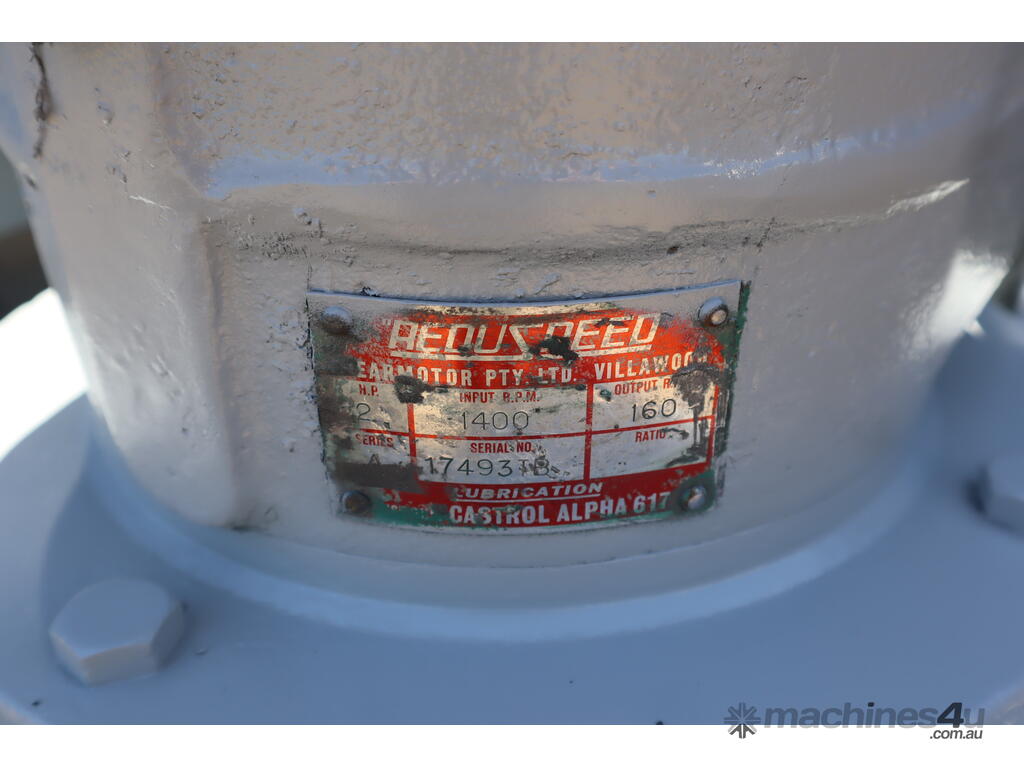 REDUSPEED
EARMOTOR PTY. LTD. VILLAWOO
H.P. INPUT R.P.M. OUTPUT R
2 1400 160
SERIES SERIAL NO. RATIO
A 17493TB
LUBRICATION
CASTROL ALPHA 617
machines4u
.com.au